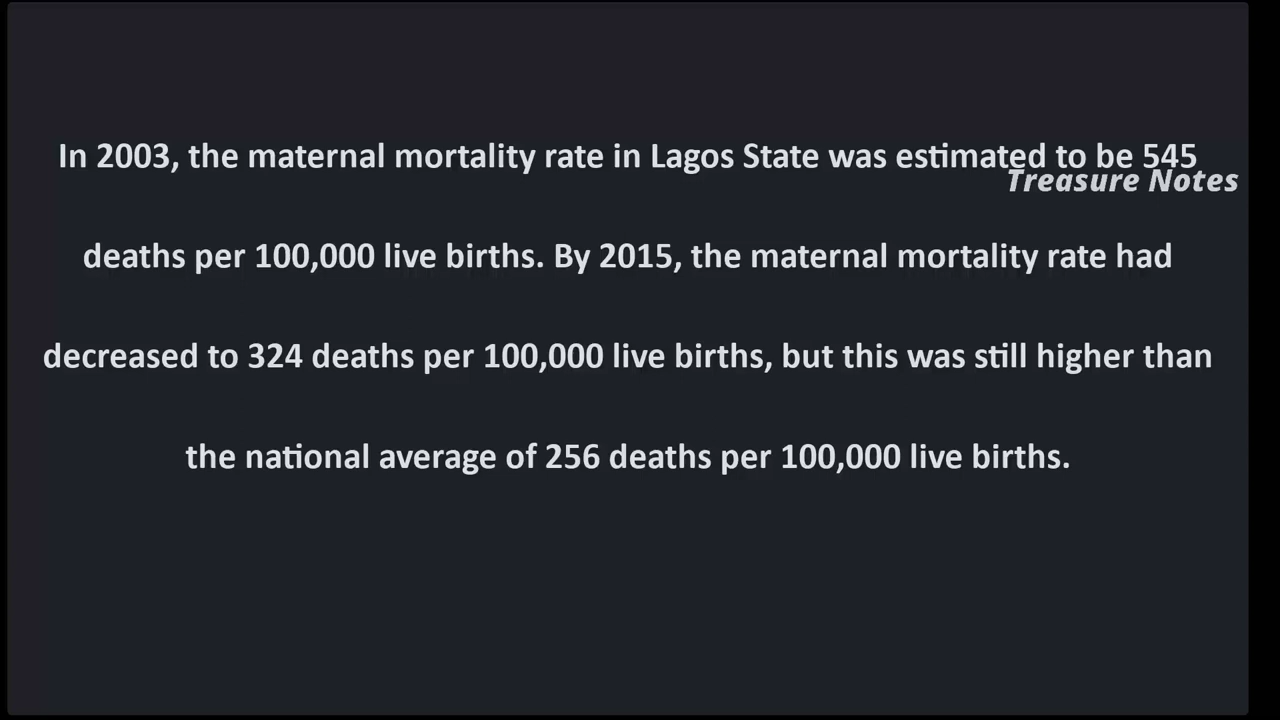 In 2003, the maternal mortality rate in Lagos State was estimated to be 545
Treasure Notes
deaths per 100,000 live births. By 2015, the maternal mortality rate had
decreased to 324 deaths per 100,000 live births, but this was still higher than
the national average of 256 deaths per 100,000 live births.